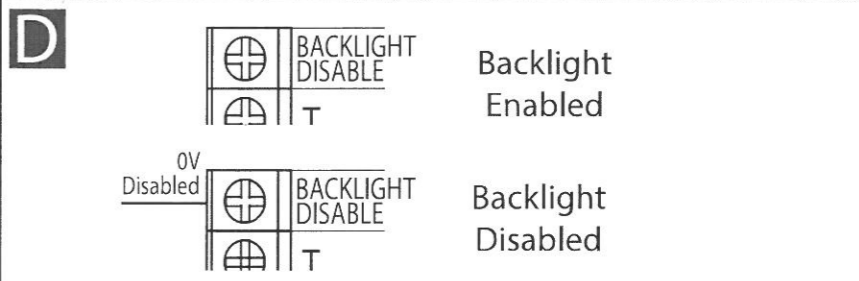 D
BACKLIGHT
DISABLE
T
Backlight
Enabled
0V
Disabled
BACKLIGHT
DISABLE
T
Backlight
Disabled